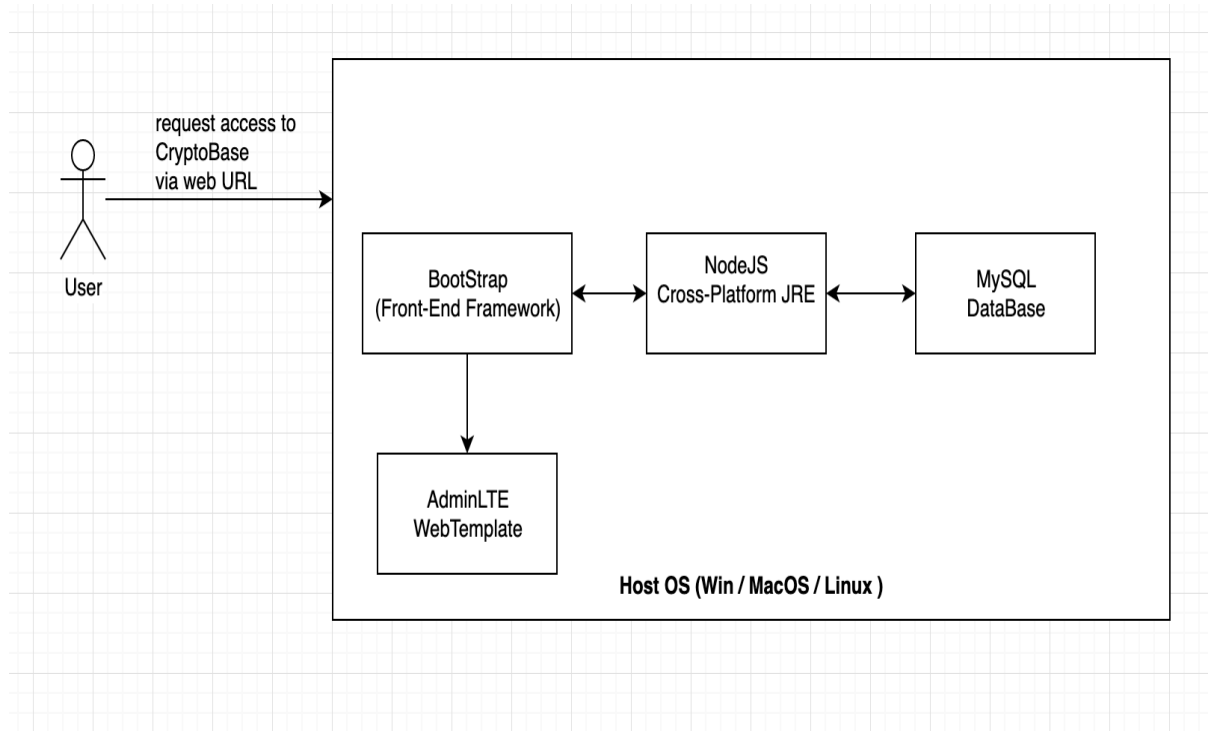 request access to
CryptoBase
via web URL
User
BootStrap
(Front-End Framework)
NodeJS
Cross-Platform JRE
MySQL
DataBase
AdminLTE
WebTemplate
Host OS (Win / MacOS / Linux )